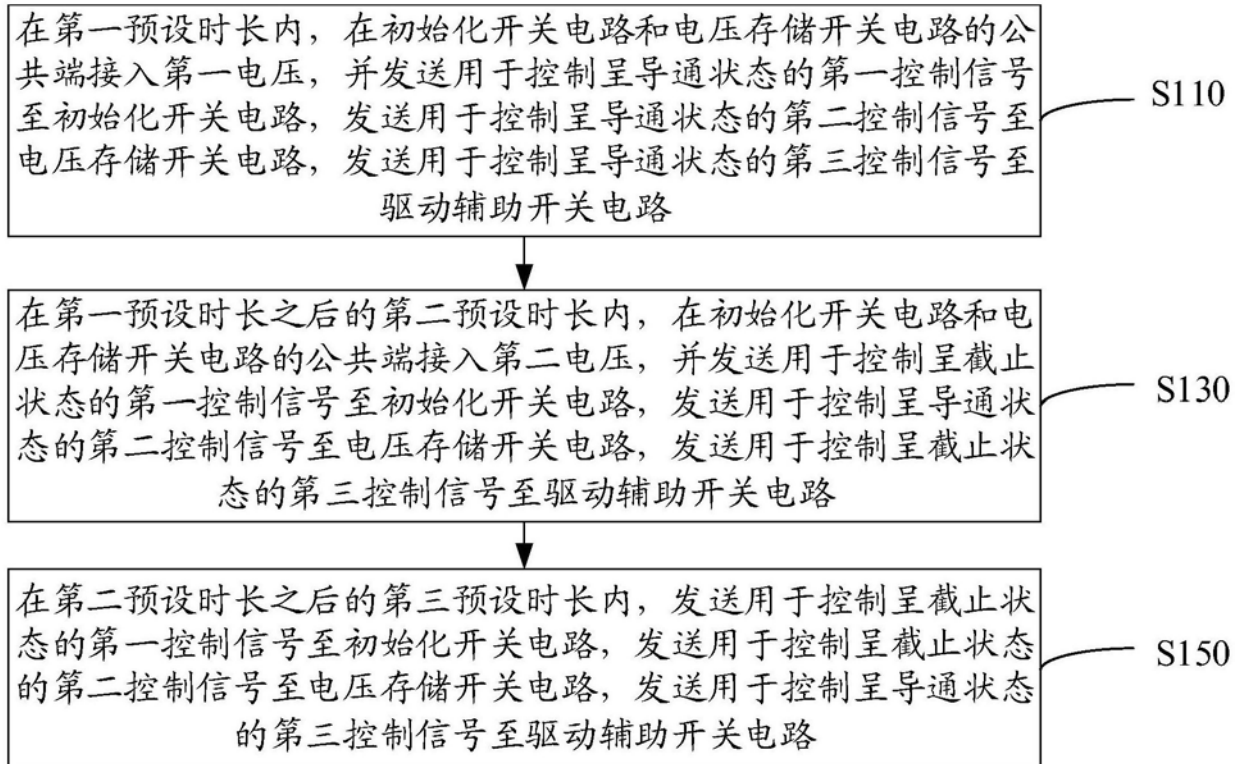 在第一预设时长内，在初始化开关电路和电压存储开关电路的公
共端接入第一电压，并发送用于控制呈导通状态的第一控制信号
至初始化开关电路，发送用于控制呈导通状态的第二控制信号至
电压存储开关电路，发送用于控制呈导通状态的第三控制信号至
驱动辅助开关电路
S110
在第一预设时长之后的第二预设时长内，在初始化开关电路和电
压存储开关电路的公共端接入第二电压，并发送用于控制呈截止
状态的第一控制信号至初始化开关电路，发送用于控制呈导通状
态的第二控制信号至电压存储开关电路，发送用于控制呈截止状
态的第三控制信号至驱动辅助开关电路
S130
在第二预设时长之后的第三预设时长内，发送用于控制呈截止状
态的第一控制信号至初始化开关电路，发送用于控制呈截止状态
的第二控制信号至电压存储开关电路，发送用于控制呈导通状态
的第三控制信号至驱动辅助开关电路
S150